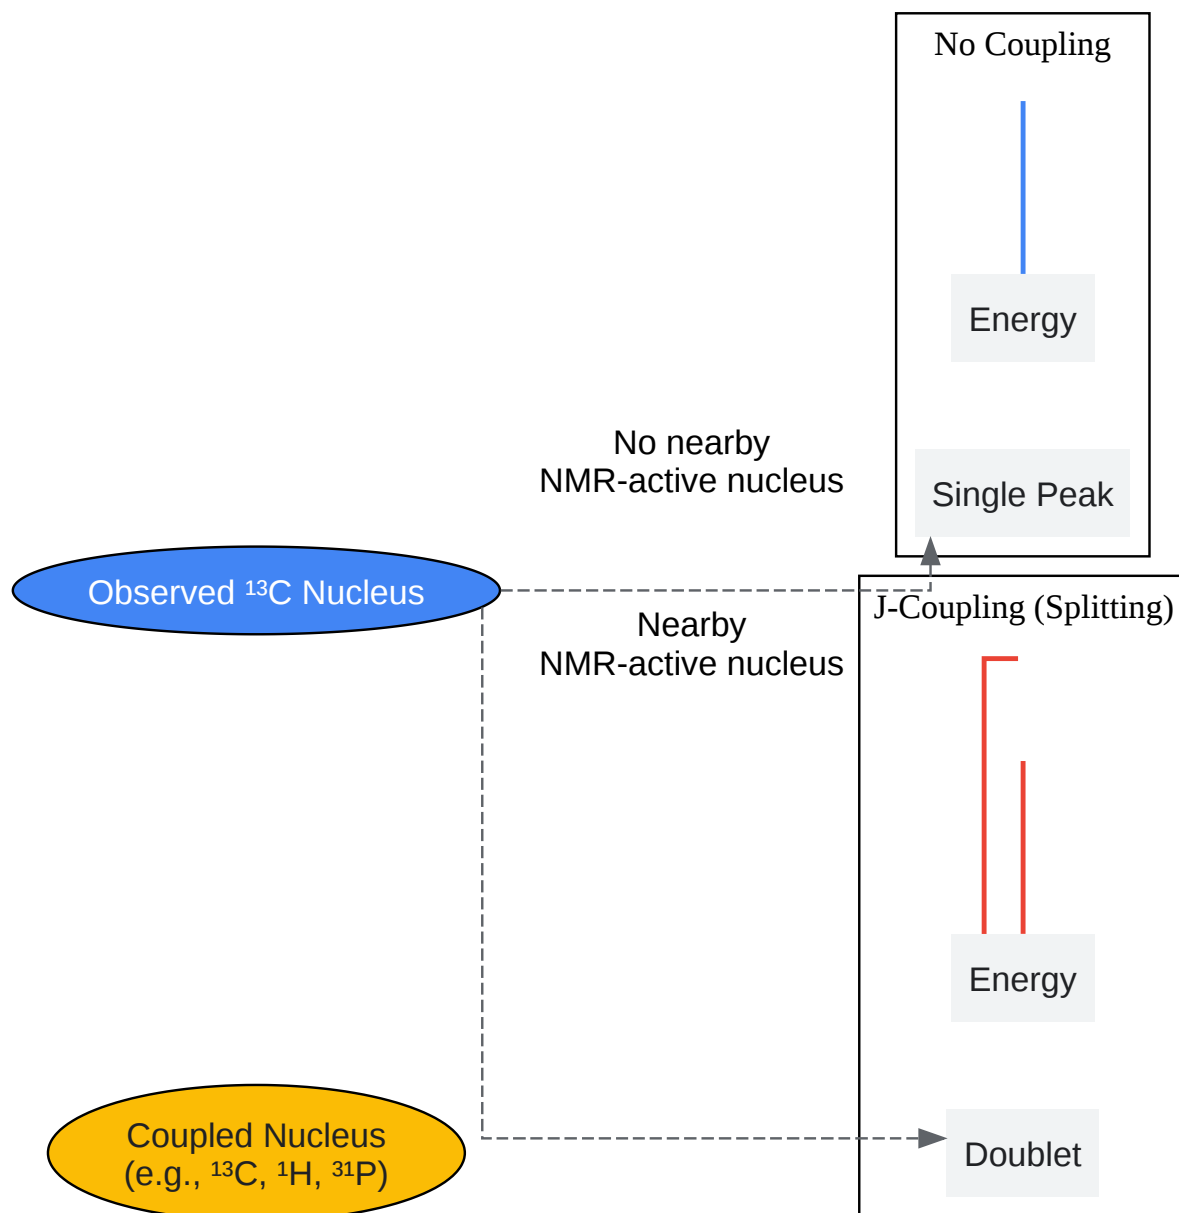 No Coupling
Energy
No nearby
NMR-active nucleus
Single Peak
Observed ¹³C Nucleus
J-Coupling (Splitting)
Nearby
NMR-active nucleus
Energy
Coupled Nucleus
(e.g., ¹³C, ¹H, ³¹P)
Doublet